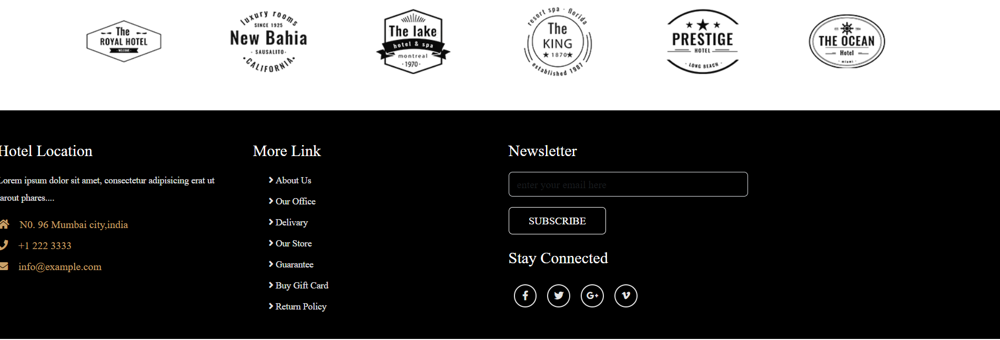 The
ROYAL HOTEL
· WELCOME ·
luxury rooms
SINCE 1925
New Bahia
· SAUSALITO·
·CALIFORNIA·
The lake
hotel & spa
montreal
·1970·
resort spa · florida
The
KING
★ 1870★
established 1987
★ ★ ★
PRESTIGE
HOTEL
· LONG BEACH ·
THE OCEAN
Hotel
· miami ·
Hotel Location
Lorem ipsum dolor sit amet, consectetur adipisicing erat ut
arout phares....
N0. 96 Mumbai city,india
+1 222 3333
info@example.com
More Link
About Us
Our Office
Delivary
Our Store
Guarantee
Buy Gift Card
Return Policy
Newsletter
enter your email here
SUBSCRIBE
Stay Connected